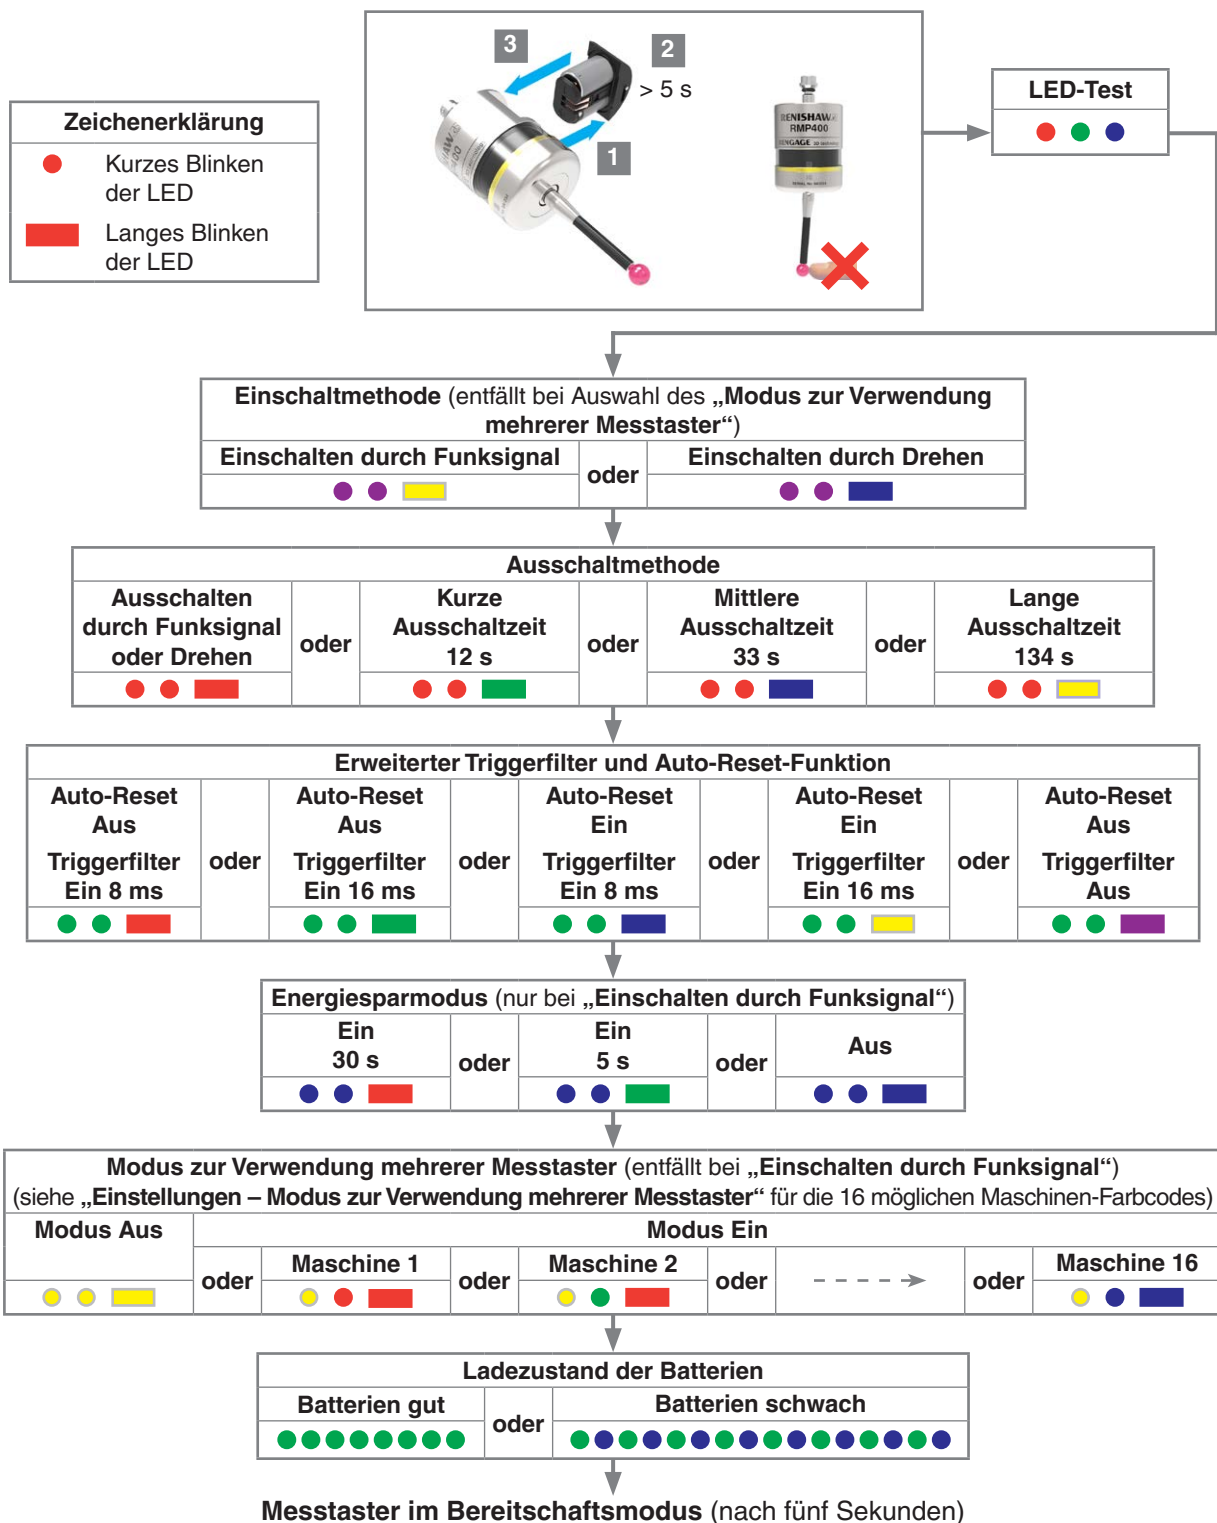 3
2
> 5 s
1
RENISHAW
RMP400
RENGAGE
LED-Test
Zeichenerklärung
Kurzes Blinken
der LED
Langes Blinken
der LED
Einschaltmethode (entfällt bei Auswahl des „Modus zur Verwendung
mehrerer Messtaster“)
Einschalten durch Funksignal
oder
Einschalten durch Drehen
Ausschaltmethode
Ausschalten
durch Funksignal
oder Drehen
oder
Kurze
Ausschaltzeit
12 s
oder
Mittlere
Ausschaltzeit
33 s
oder
Lange
Ausschaltzeit
134 s
Erweiterter Triggerfilter und Auto-Reset-Funktion
Auto-Reset
Aus
Triggerfilter
Ein 8 ms
oder
Auto-Reset
Aus
Triggerfilter
Ein 16 ms
oder
Auto-Reset
Ein
Triggerfilter
Ein 8 ms
oder
Auto-Reset
Ein
Triggerfilter
Ein 16 ms
oder
Auto-Reset
Aus
Triggerfilter
Aus
Energiesparmodus (nur bei „Einschalten durch Funksignal“)
Ein
30 s
oder
Ein
5 s
oder
Aus
Modus zur Verwendung mehrerer Messtaster (entfällt bei „Einschalten durch Funksignal“)
(siehe „Einstellungen – Modus zur Verwendung mehrerer Messtaster“ für die 16 möglichen Maschinen-Farbcodes)
Modus Aus
Modus Ein
oder
Maschine 1
oder
Maschine 2
oder
oder
Maschine 16
Ladezustand der Batterien
Batterien gut
oder
Batterien schwach
Messtaster im Bereitschaftsmodus (nach fünf Sekunden)